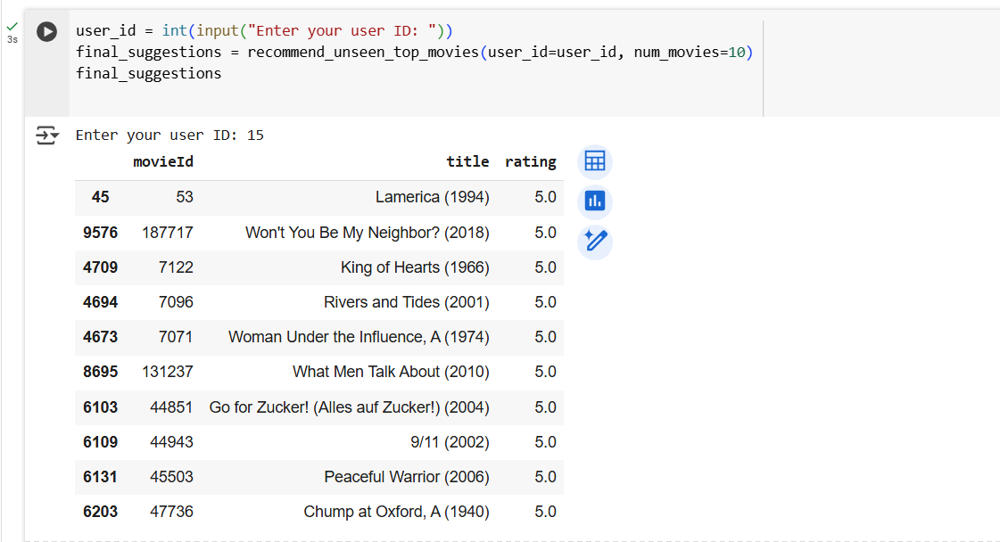 3s
user_id = int(input("Enter your user ID: "))
final_suggestions = recommend_unseen_top_movies(user_id=user_id, num_movies=10)
final_suggestions
Enter your user ID: 15
movieId title rating
45 53 Lamerica (1994) 5.0
9576 187717 Won't You Be My Neighbor? (2018) 5.0
4709 7122 King of Hearts (1966) 5.0
4694 7096 Rivers and Tides (2001) 5.0
4673 7071 Woman Under the Influence, A (1974) 5.0
8695 131237 What Men Talk About (2010) 5.0
6103 44851 Go for Zucker! (Alles auf Zucker!) (2004) 5.0
6109 44943 9/11 (2002) 5.0
6131 45503 Peaceful Warrior (2006) 5.0
6203 47736 Chump at Oxford, A (1940) 5.0